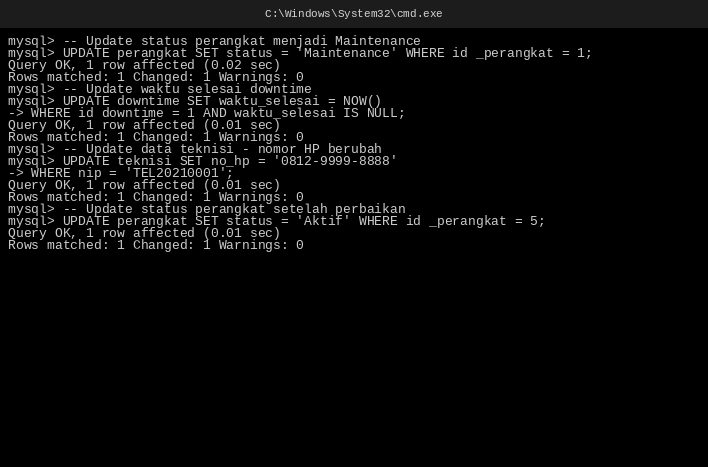 C:\Windows\System32\cmd.exe
mysql> -- Update status perangkat menjadi Maintenance
mysql> UPDATE perangkat SET status = 'Maintenance' WHERE id _perangkat = 1;
Query OK, 1 row affected (0.02 sec)
Rows matched: 1 Changed: 1 Warnings: 0
mysql> -- Update waktu selesai downtime
mysql> UPDATE downtime SET waktu_selesai = NOW()
-> WHERE id downtime = 1 AND waktu_selesai IS NULL;
Query OK, 1 row affected (0.01 sec)
Rows matched: 1 Changed: 1 Warnings: 0
mysql> -- Update data teknisi - nomor HP berubah
mysql> UPDATE teknisi SET no_hp = '0812-9999-8888'
-> WHERE nip = 'TEL20210001';
Query OK, 1 row affected (0.01 sec)
Rows matched: 1 Changed: 1 Warnings: 0
mysql> -- Update status perangkat setelah perbaikan
mysql> UPDATE perangkat SET status = 'Aktif' WHERE id _perangkat = 5;
Query OK, 1 row affected (0.01 sec)
Rows matched: 1 Changed: 1 Warnings: 0